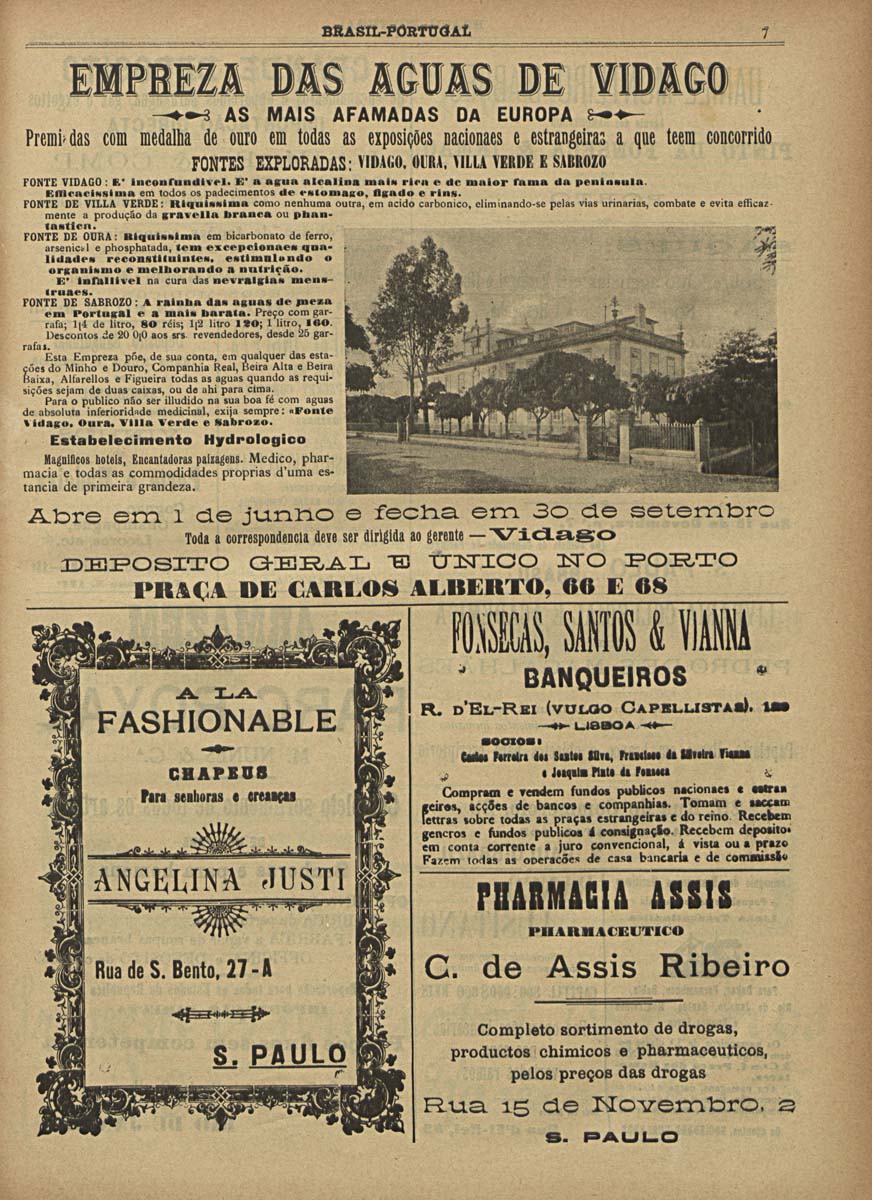 BRASIL-PORTUGAL 7
EMPREZA DAS AGUAS DE VIDAGO
AS MAIS AFAMADAS DA EUROPA
Premiadas com medalha de ouro em todas as exposições nacionaes e estrangeiras a que teem concorrido
FONTES EXPLORADAS: VIDAGO, OURA, VILLA VERDE E SABROZO
FONTE VIDAGO: E' inconfundivel. E' a agua alcalina mais rica e de maior fama da peninsula.
Efficacissima em todos os padecimentos de estomago, figado e rins.
FONTE DE VILLA VERDE: Riquissima como nenhuma outra, em acido carbonico, eliminando-se pelas vias urinarias, combate e evita efficaz-
mente a produção da gravella branca ou phan-
tastica.
FONTE DE OURA: Riquissima em bicarbonato de ferro,
arsenical e phosphatada, tem excepcionaes qua-
lidades reconstituintes, estimulando o
organismo e melhorando a nutrição.
E' infallivel na cura das nevralgias mens-
truaes.
FONTE DE SABROZO: A rainha das aguas de meza
em Portugal e a mais barata. Preço com gar-
rafa; 1|4 de litro, 80 réis; 1|2 litro 120; 1 litro, 160.
Descontos de 20 0|0 aos srs. revendedores, desde 25 gar-
rafas.
Esta Empreza põe, de sua conta, em qualquer das esta-
ções do Minho e Douro, Companhia Real, Beira Alta e Beira
Baixa, Alfarellos e Figueira todas as aguas quando as requi-
sições sejam de duas caixas, ou de ahi para cima.
Para o publico não ser illudido na sua boa fé com aguas
de absoluta inferioridade medicinal, exija sempre: «Fonte
Vidago, Oura, Villa Verde e Sabrozo.
Estabelecimento Hydrologico
Magnificos hoteis, Encantadoras paizagens. Medico, phar-
macia e todas as commodidades proprias d'uma es-
tancia de primeira grandeza.
Abre em 1 de junho e fecha em 30 de setembro
Toda a correspondencia deve ser dirigida ao gerente — Vidago
DEPOSITO GERAL E UNICO NO PORTO
PRAÇA DE CARLOS ALBERTO, 66 E 68
A LA
FASHIONABLE
CHAPEUS
Para senhoras e creanças
ANGELINA JUSTI
Rua de S. Bento, 27-A
S. PAULO
FONSECAS, SANTOS & VIANNA
BANQUEIROS
R. D'EL-REI (VULGO CAPELLISTAS),
LISBOA
SOCIOS:
Carlos Ferreira dos Santos Silva, Francisco da Silveira Vianna
e Joaquim Pinto da Fonseca
Compram e vendem fundos publicos nacionaes e estran
geiros, acções de bancos e companhias. Tomam e saccam
lettras sobre todas as praças estrangeiras e do reino. Recebem
generos e fundos publicos á consignação. Recebem depositos
em conta corrente a juro convencional, á vista ou a prazo
Fazem todas as operacões de casa bancaria e de commissão
PHARMACIA ASSIS
PHARMACEUTICO
C. de Assis Ribeiro
Completo sortimento de drogas,
productos chimicos e pharmaceuticos,
pelos preços das drogas
Rua 15 de Novembro, 2
S. PAULO